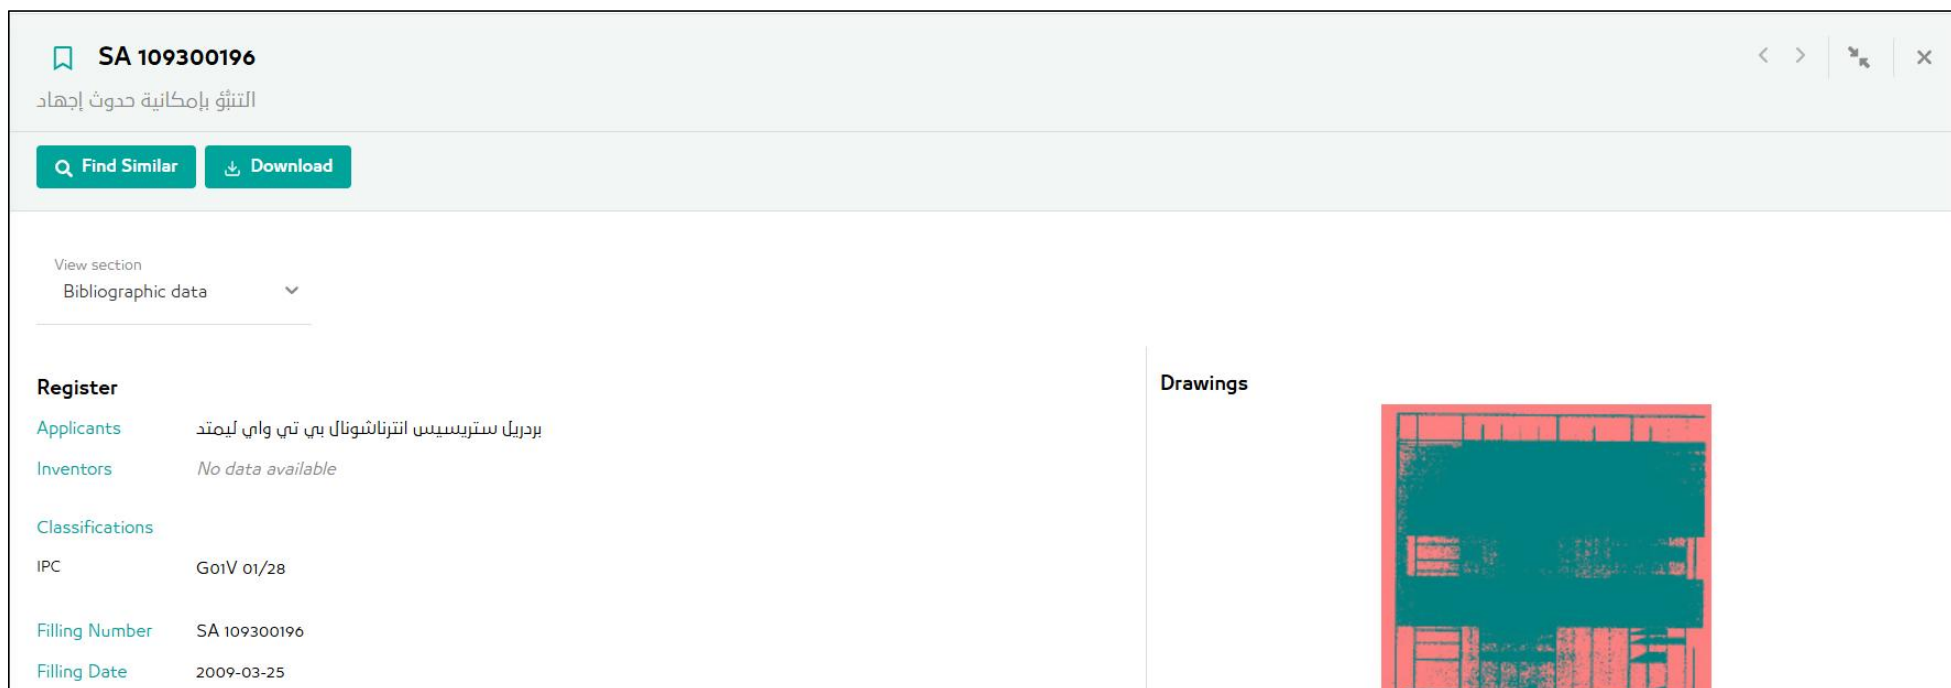 SA 109300196
التنبُّؤ بإمكانية حدوث إجهاد
Find Similar
Download
View section
Bibliographic data
Register
Applicants بردريل ستريسيس انترناشونال بي تي واي ليمتد
Inventors No data available
Classifications
IPC G01V 01/28
Filling Number SA 109300196
Filling Date 2009-03-25
Drawings